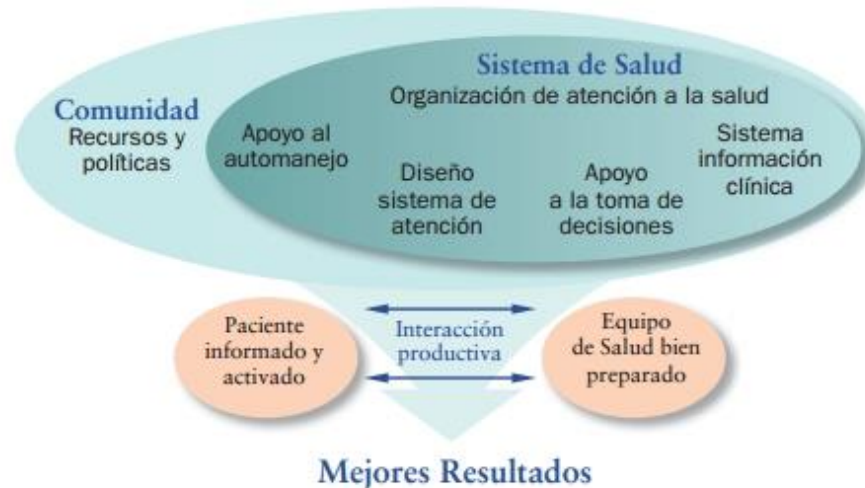 Sistema de Salud
Organización de atención a la salud
Comunidad
Recursos y
políticas
Apoyo al
automanejo
Diseño
sistema de
atención
Apoyo
a la toma de
decisiones
Sistema
información
clínica
Paciente
informado y
activado
Interacción
productiva
Equipo
de Salud bien
preparado
Mejores Resultados